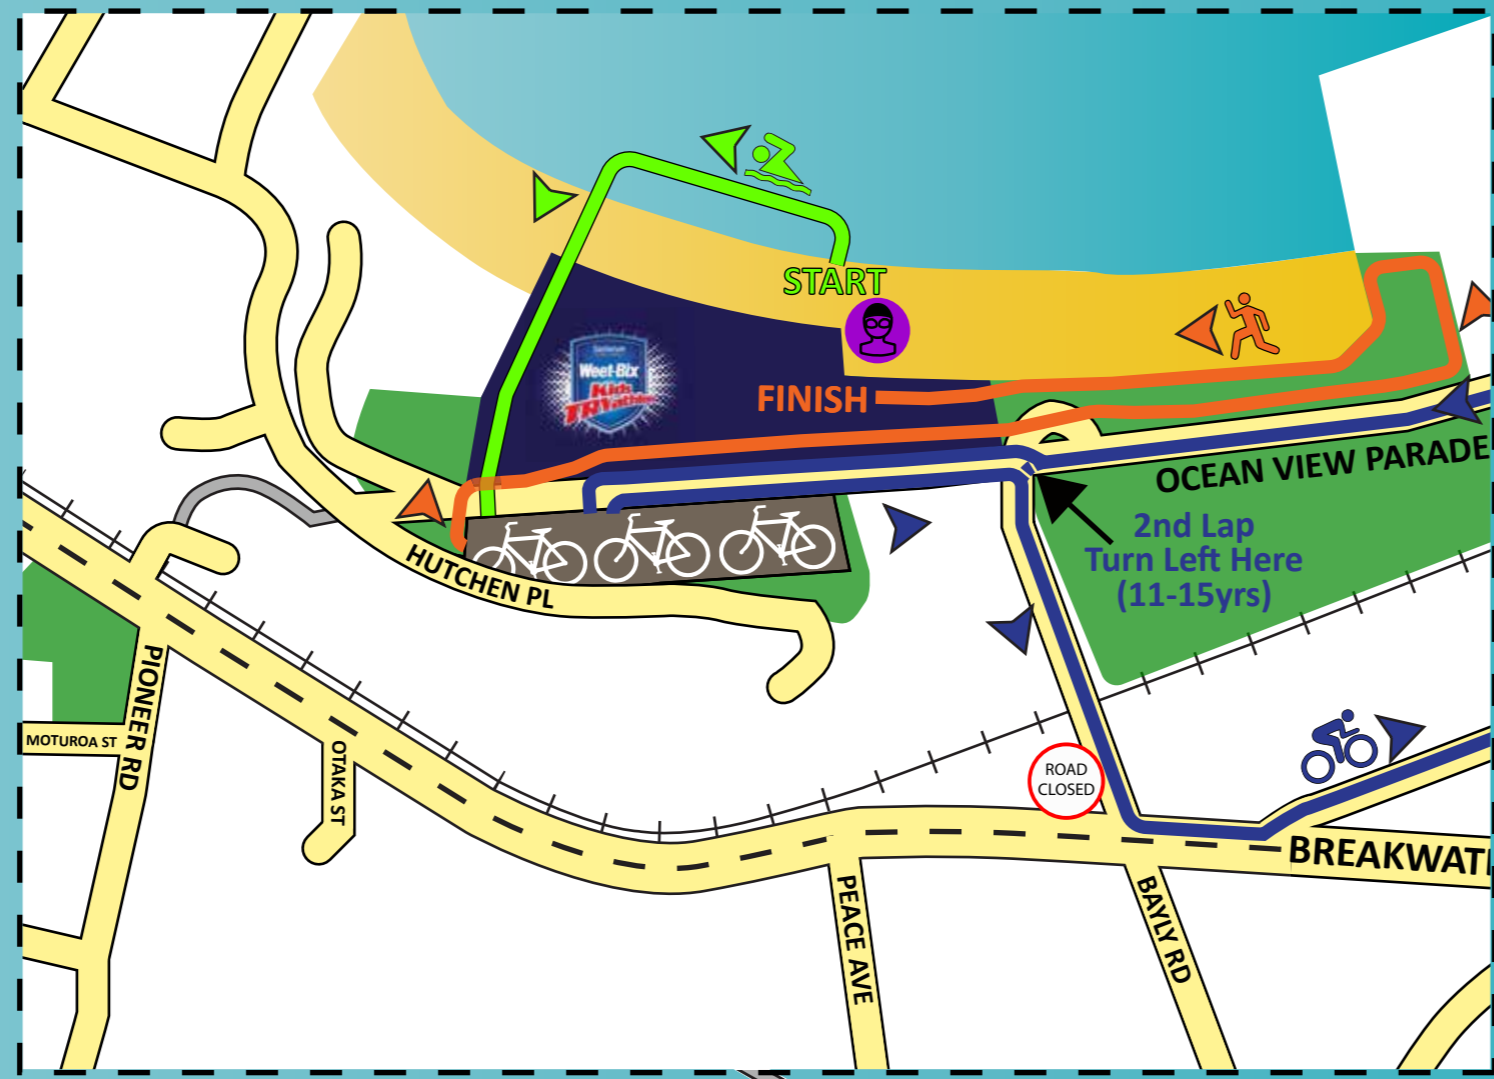 START
Weet-Bix
Kids
TRYathlon
FINISH
OCEAN VIEW PARADE
2nd Lap
Turn Left Here
(11-15yrs)
HUTCHEN PL
PIONEER RD
MOTUROA ST
OTAKA ST
ROAD
CLOSED
BREAKWAT
PEACE AVE
BAYLY RD